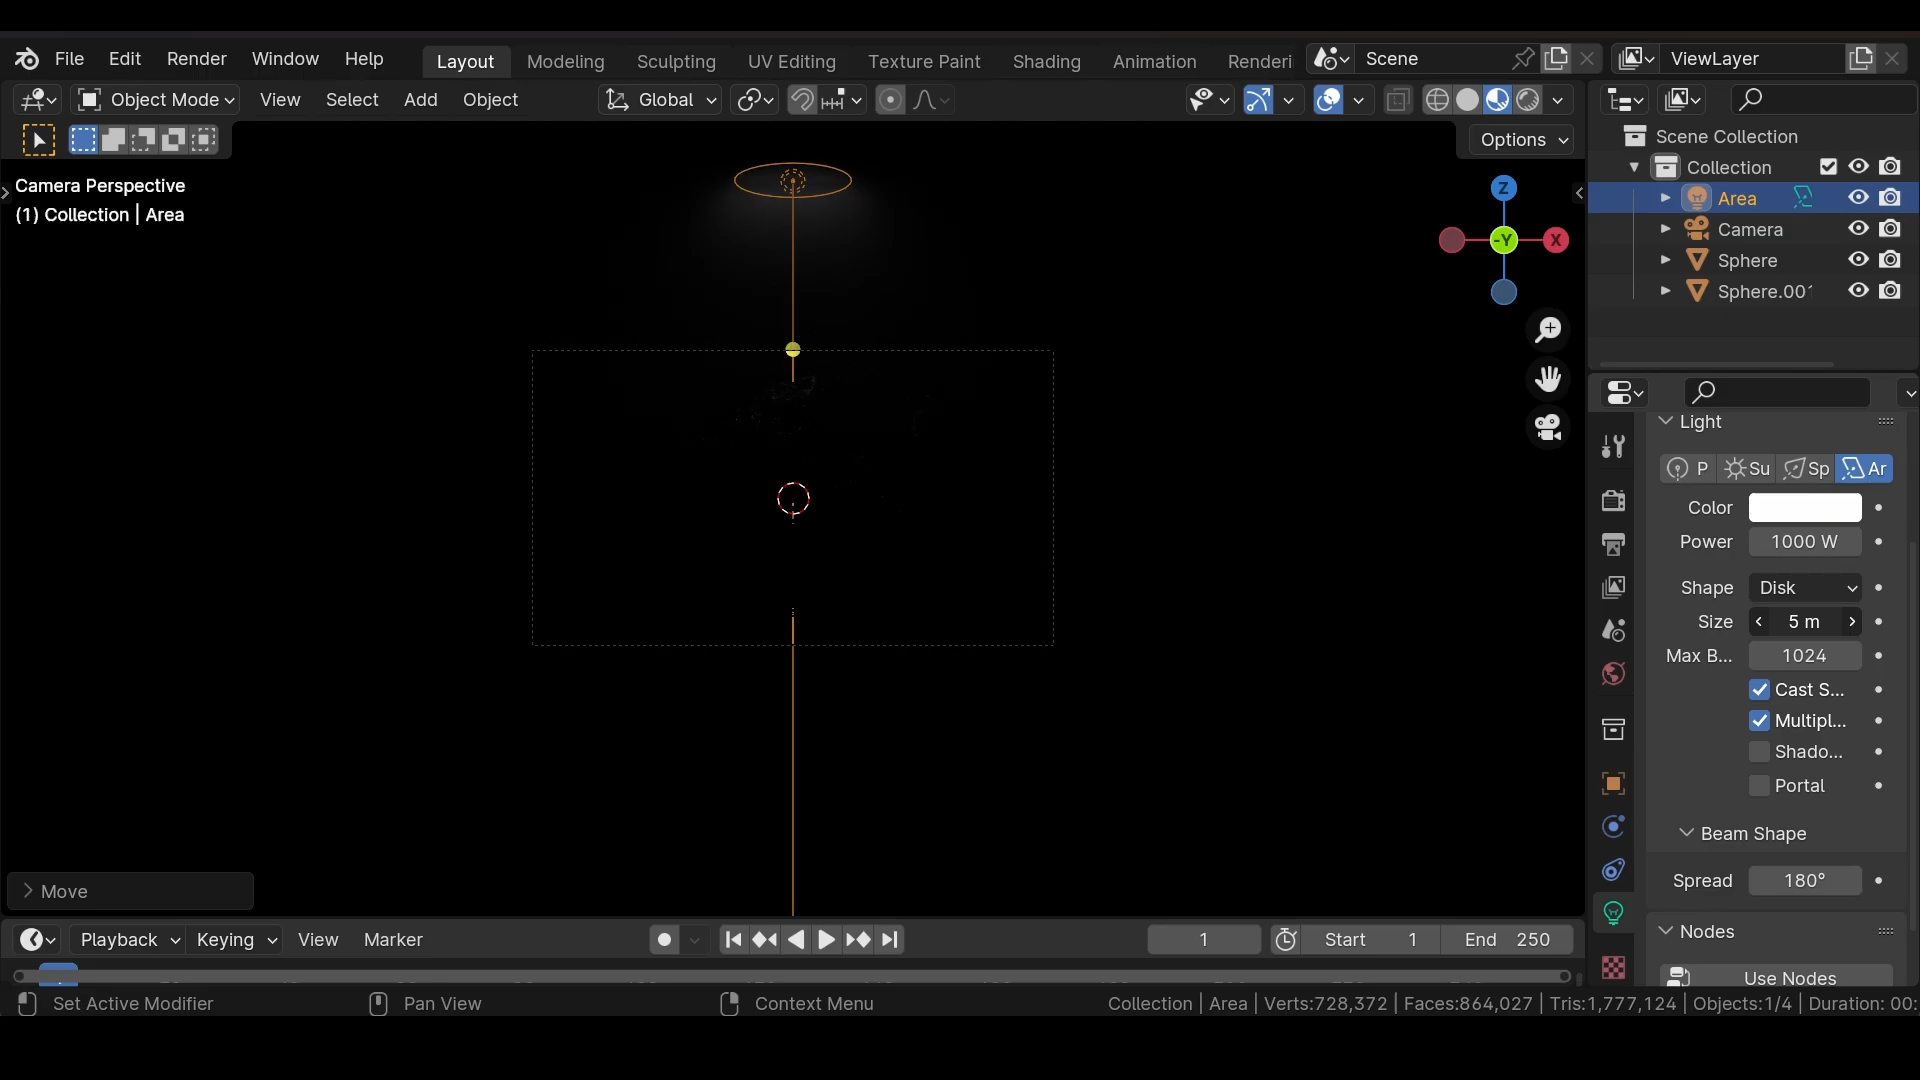 File Edit Render Window Help Layout Modeling Sculpting UV Editing Texture Paint Shading Animation Renderi Scene ViewLayer
Object Mode View Select Add Object Global
Options
Camera Perspective
(1) Collection | Area
Z
-Y X
Scene Collection
Collection
Area
Camera
Sphere
Sphere.001
Light
P Su Sp Ar
Color
Power 1000 W
Shape Disk
Size 5 m
Max B... 1024
Cast S...
Multipl...
Shado...
Portal
Beam Shape
Spread 180°
Nodes
Use Nodes
Move
Playback Keying View Marker 1 Start 1 End 250
Set Active Modifier Pan View Context Menu Collection | Area | Verts:728,372 | Faces:864,027 | Tris:1,777,124 | Objects:1/4 | Duration: 00: